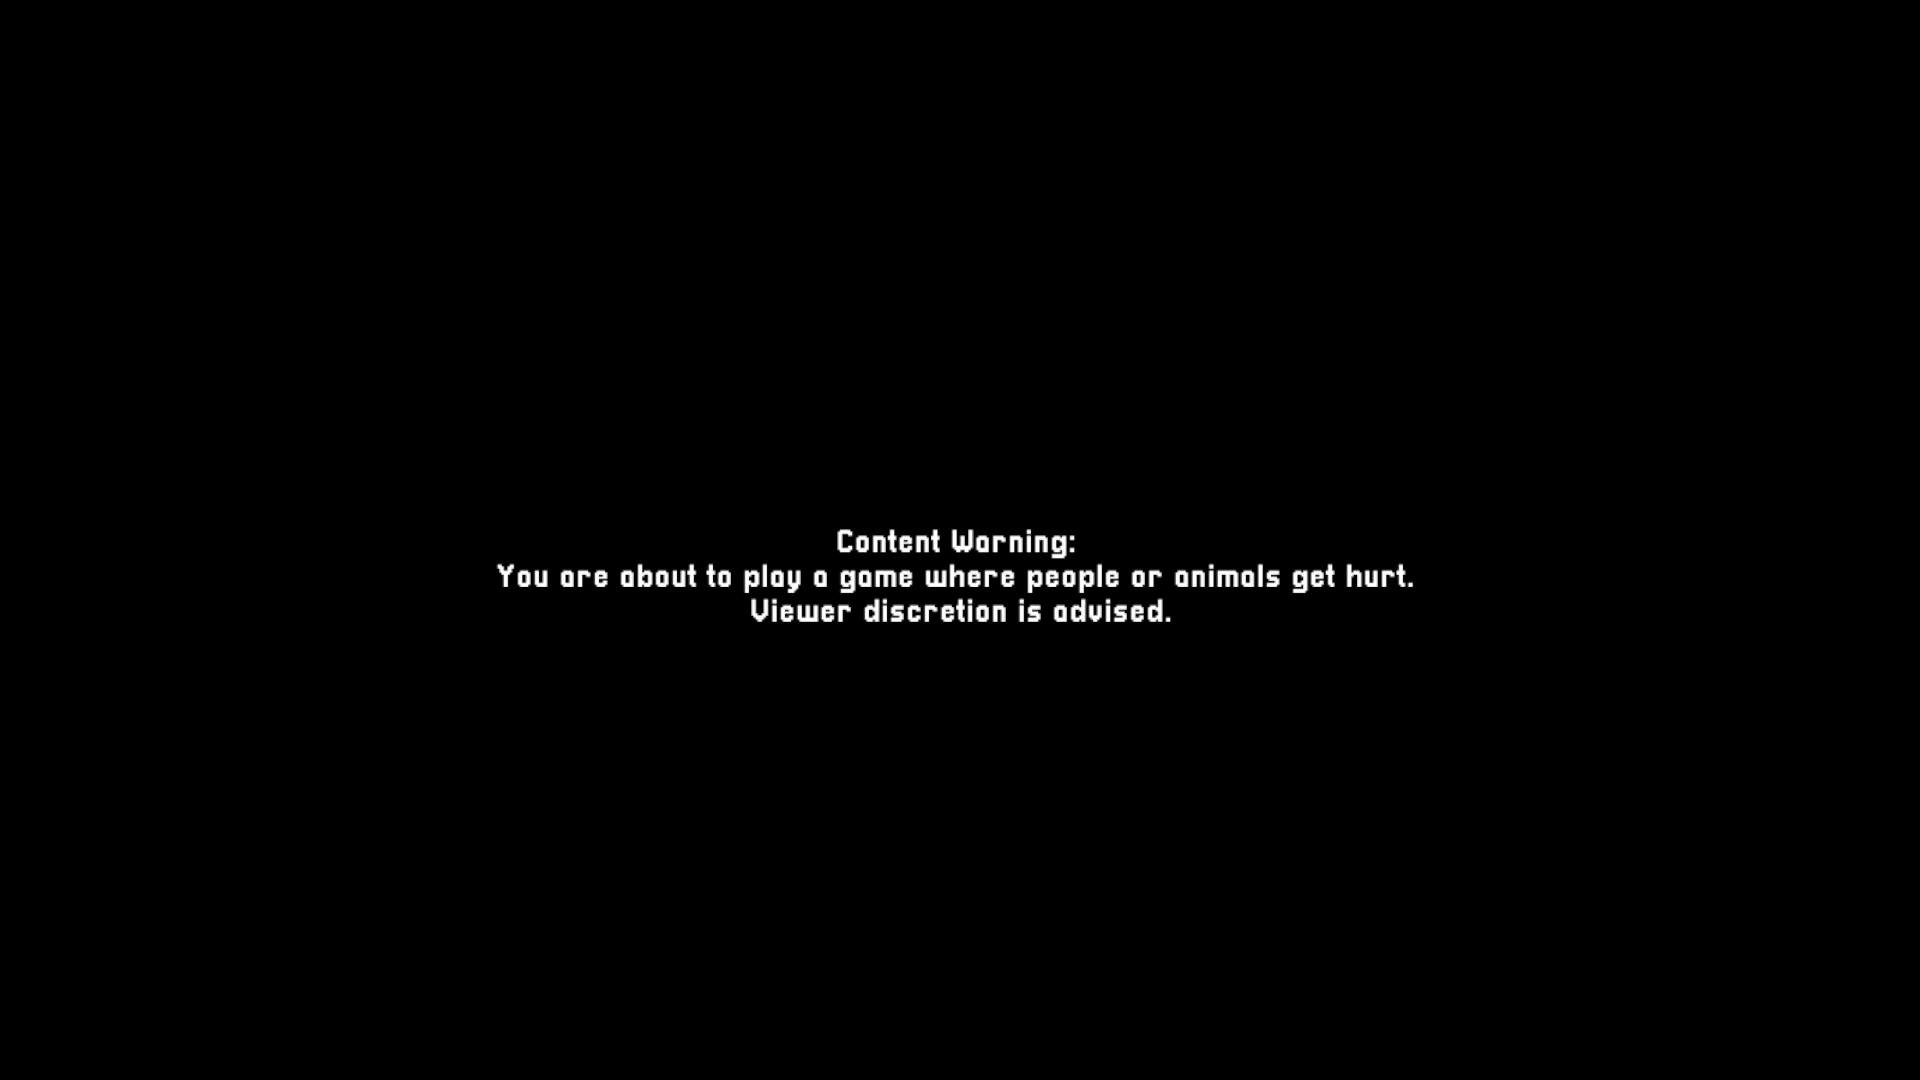 Content Warning:
You are about to play a game where people or animals get hurt.
Viewer discretion is advised.